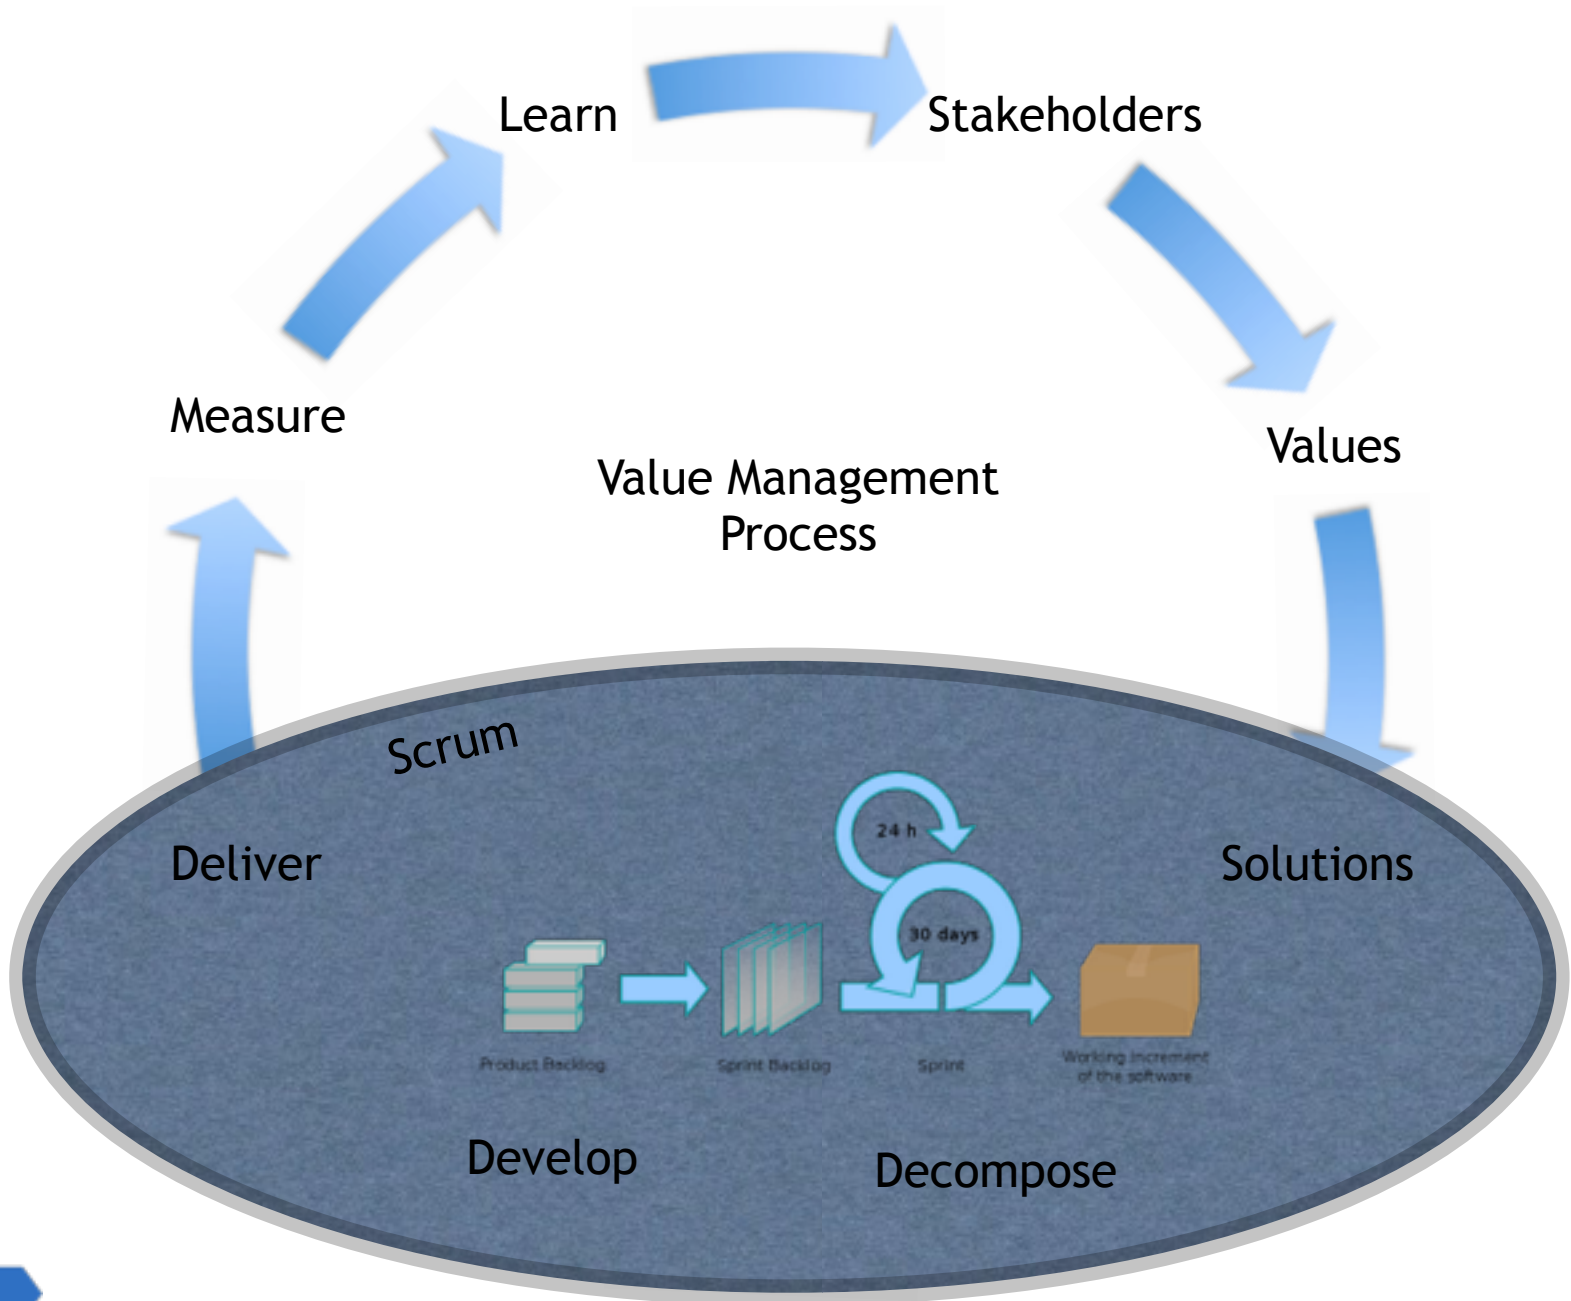 Learn
Stakeholders
Measure
Values
Value Management
Process
Scrum
24 h
Deliver
Solutions
30 days
Product Backlog
Sprint Backlog
Sprint
Working increment
of the software
Develop
Decompose